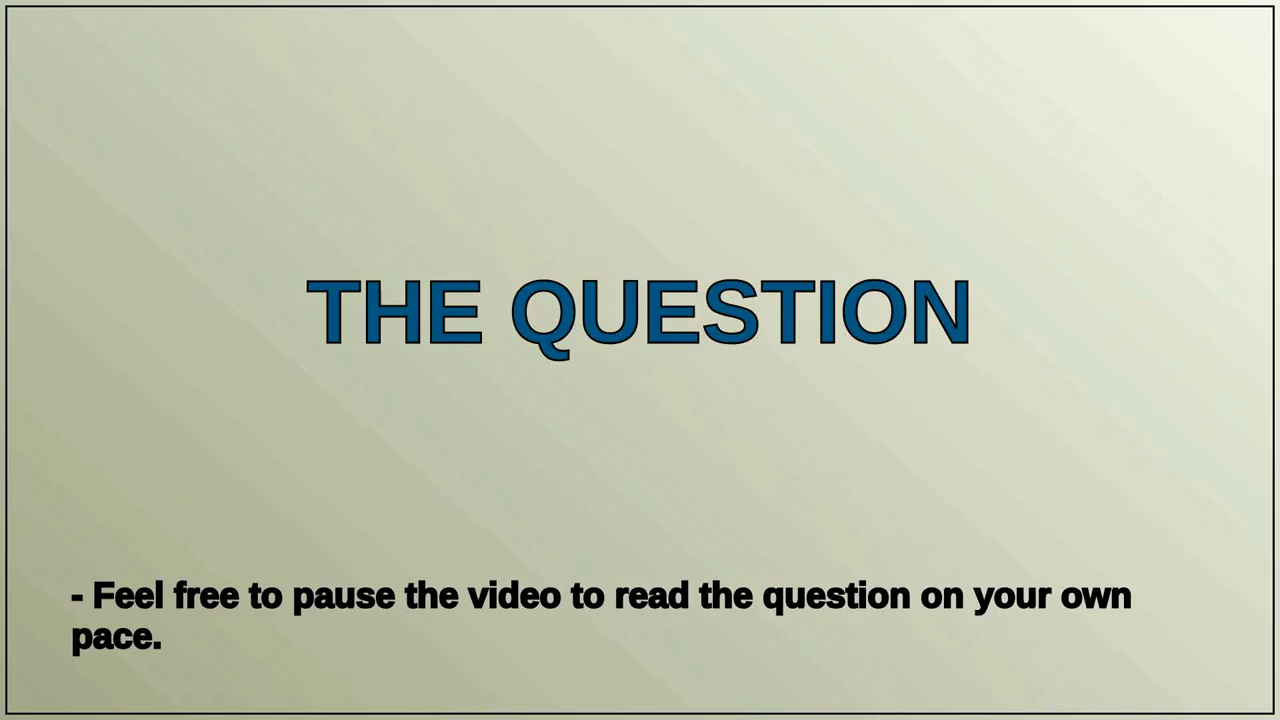 THE QUESTION
- Feel free to pause the video to read the question on your own
pace.